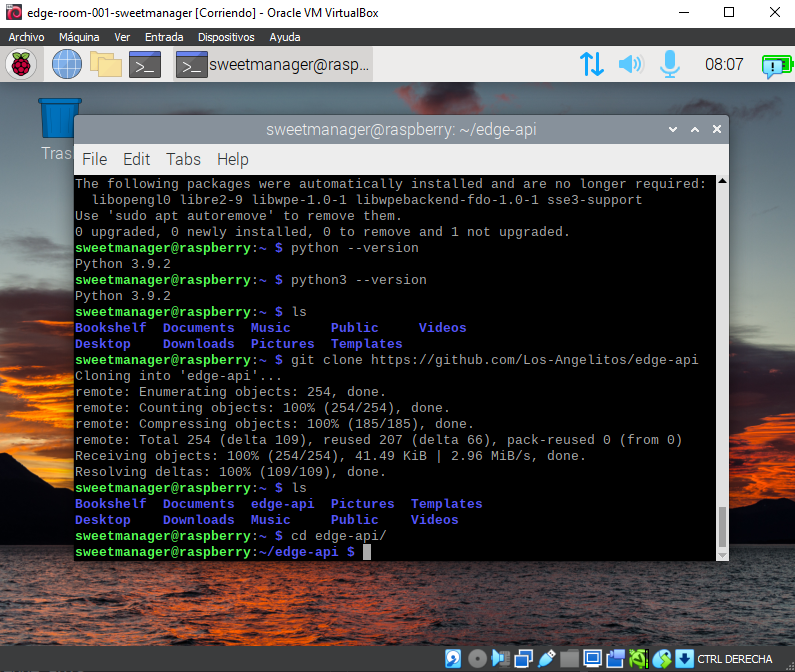 edge-room-001-sweetmanager [Corriendo] - Oracle VM VirtualBox
Archivo Máquina Ver Entrada Dispositivos Ayuda
sweetmanager@rasp... 08:07
Tras
sweetmanager@raspberry: ~/edge-api
File Edit Tabs Help
The following packages were automatically installed and are no longer required:
  libopengl0 libre2-9 libwpe-1.0-1 libwpebackend-fdo-1.0-1 sse3-support
Use 'sudo apt autoremove' to remove them.
0 upgraded, 0 newly installed, 0 to remove and 1 not upgraded.
sweetmanager@raspberry:~ $ python --version
Python 3.9.2
sweetmanager@raspberry:~ $ python3 --version
Python 3.9.2
sweetmanager@raspberry:~ $ ls
Bookshelf  Documents  Music     Public     Videos
Desktop    Downloads  Pictures  Templates
sweetmanager@raspberry:~ $ git clone https://github.com/Los-Angelitos/edge-api
Cloning into 'edge-api'...
remote: Enumerating objects: 254, done.
remote: Counting objects: 100% (254/254), done.
remote: Compressing objects: 100% (185/185), done.
remote: Total 254 (delta 109), reused 207 (delta 66), pack-reused 0 (from 0)
Receiving objects: 100% (254/254), 41.49 KiB | 2.96 MiB/s, done.
Resolving deltas: 100% (109/109), done.
sweetmanager@raspberry:~ $ ls
Bookshelf  Documents  edge-api  Pictures  Templates
Desktop    Downloads  Music     Public    Videos
sweetmanager@raspberry:~ $ cd edge-api/
sweetmanager@raspberry:~/edge-api $
CTRL DERECHA